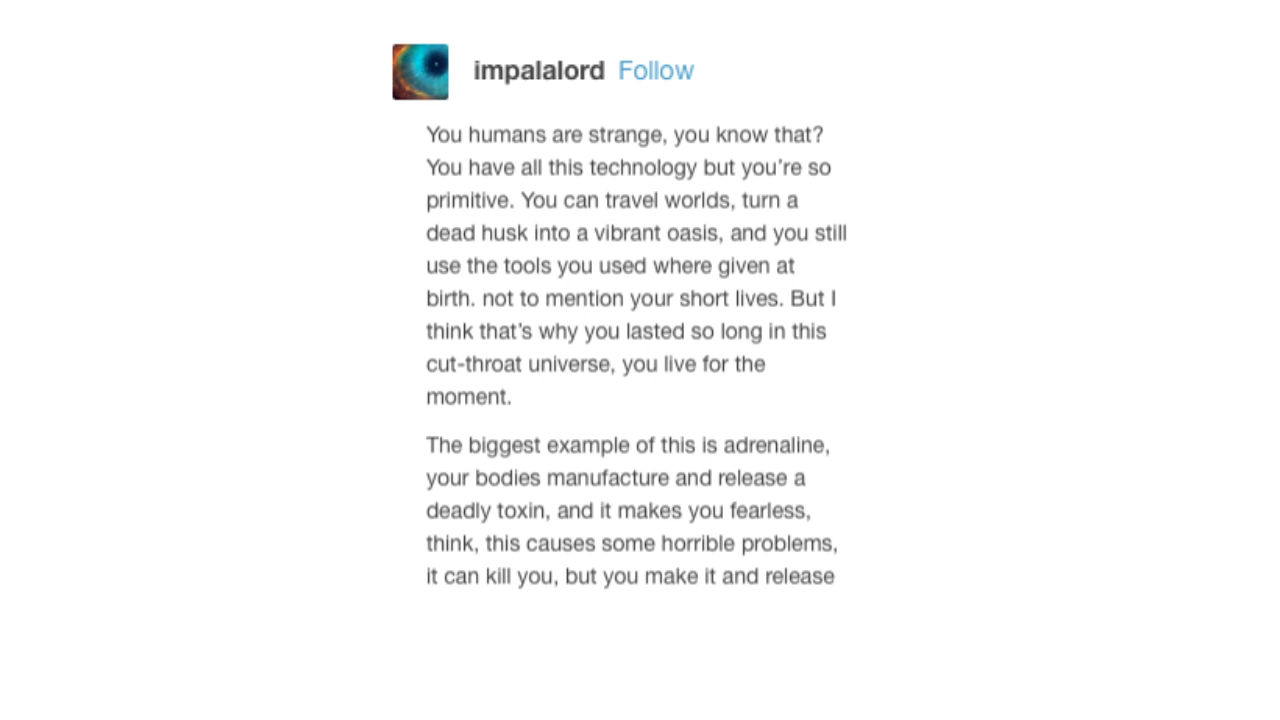 impalalord Follow
You humans are strange, you know that?
You have all this technology but you’re so
primitive. You can travel worlds, turn a
dead husk into a vibrant oasis, and you still
use the tools you used where given at
birth. not to mention your short lives. But I
think that’s why you lasted so long in this
cut-throat universe, you live for the
moment.
The biggest example of this is adrenaline,
your bodies manufacture and release a
deadly toxin, and it makes you fearless,
think, this causes some horrible problems,
it can kill you, but you make it and release